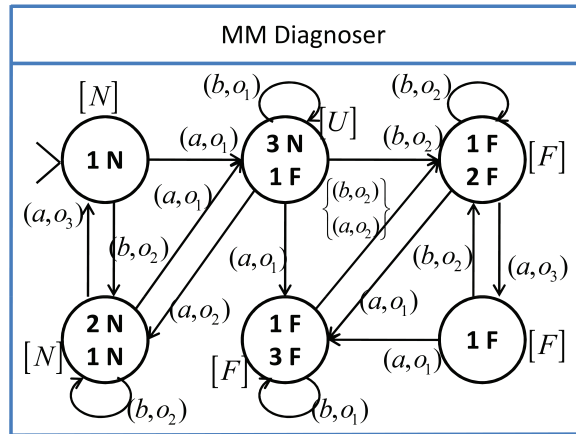 MM Diagnoser
[N]
(b,o₁)
[U]
(b,o₂)
1 N
(a,o₁)
3 N
1 F
(b,o₂)
1 F
2 F
[F]
(a,o₃)
(b,o₂)
(a,o₁)
{(b,o₂)
(a,o₂)}
(a,o₁)
(a,o₂)
(a,o₁)
(b,o₂)
(a,o₃)
2 N
1 N
[N]
1 F
3 F
[F]
(a,o₁)
1 F
[F]
(b,o₂)
(b,o₁)